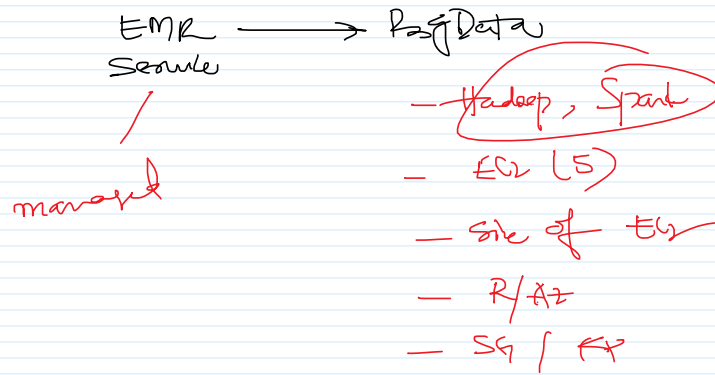 EMR → BigData
Service
- Hadoop, Spark
managed
- EC2 (5)
- Size of EC2
- R/AZ
- SG / KP